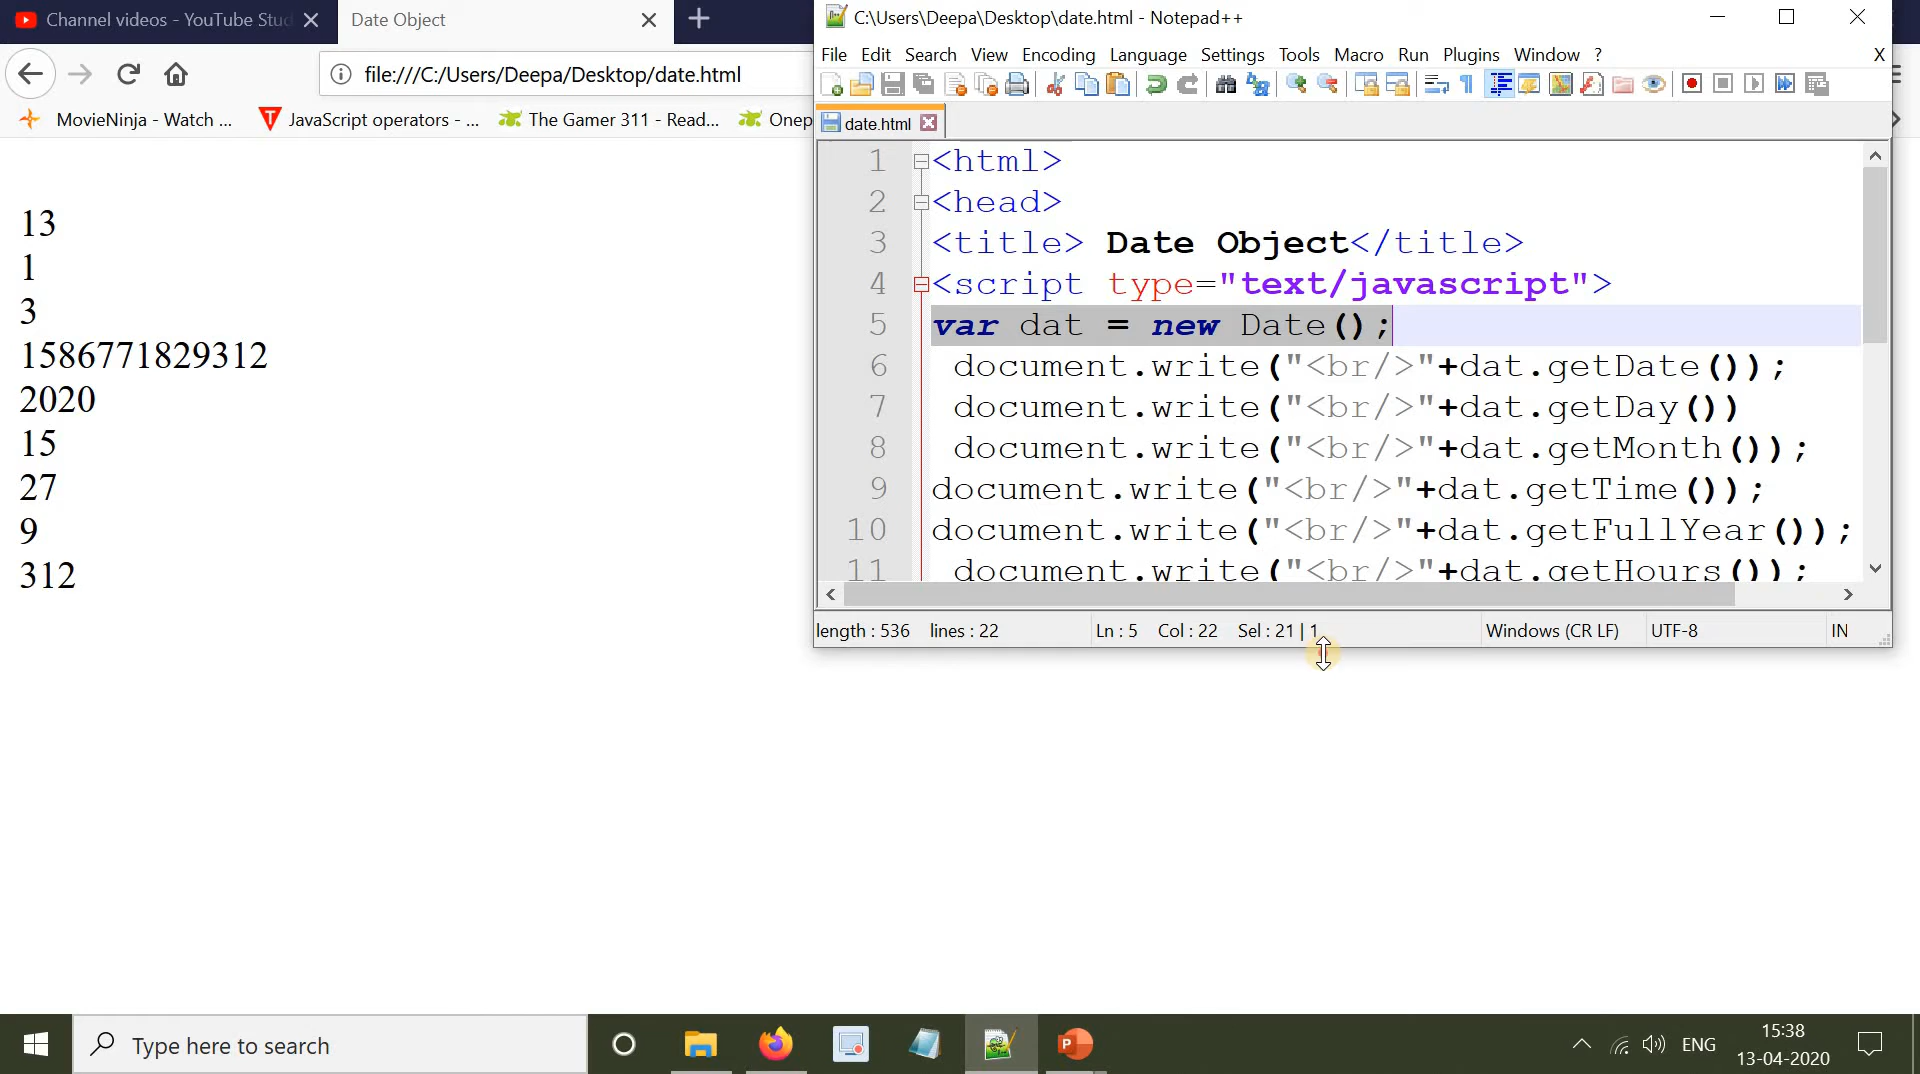 Channel videos - YouTube Stud
Date Object
file:///C:/Users/Deepa/Desktop/date.html
MovieNinja - Watch ...
JavaScript operators - ...
The Gamer 311 - Read...
Onep
13
1
3
1586771829312
2020
15
27
9
312
C:\Users\Deepa\Desktop\date.html - Notepad++
File Edit Search View Encoding Language Settings Tools Macro Run Plugins Window ? X
date.html
1 <html>
2 <head>
3 <title> Date Object</title>
4 <script type="text/javascript">
5 var dat = new Date();
6 document.write("<br/>"+dat.getDate());
7 document.write("<br/>"+dat.getDay())
8 document.write("<br/>"+dat.getMonth());
9 document.write("<br/>"+dat.getTime());
10 document.write("<br/>"+dat.getFullYear());
11 document.write("<br/>"+dat.getHours());
length : 536 lines : 22 Ln : 5 Col : 22 Sel : 21 | 1 Windows (CR LF) UTF-8 IN
Type here to search
ENG
15:38
13-04-2020